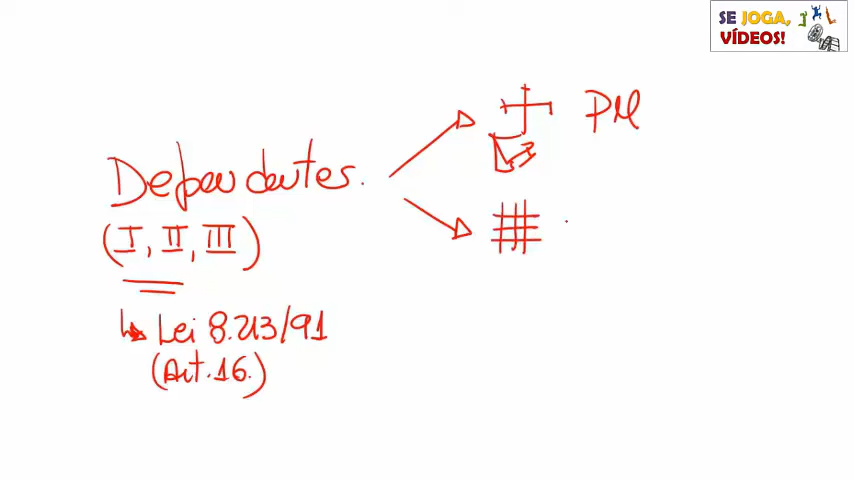 SE JOGA,
VÍDEOS!
PM
Dependentes.
(I, II, III)
Lei 8.213/91
(Art. 16.)